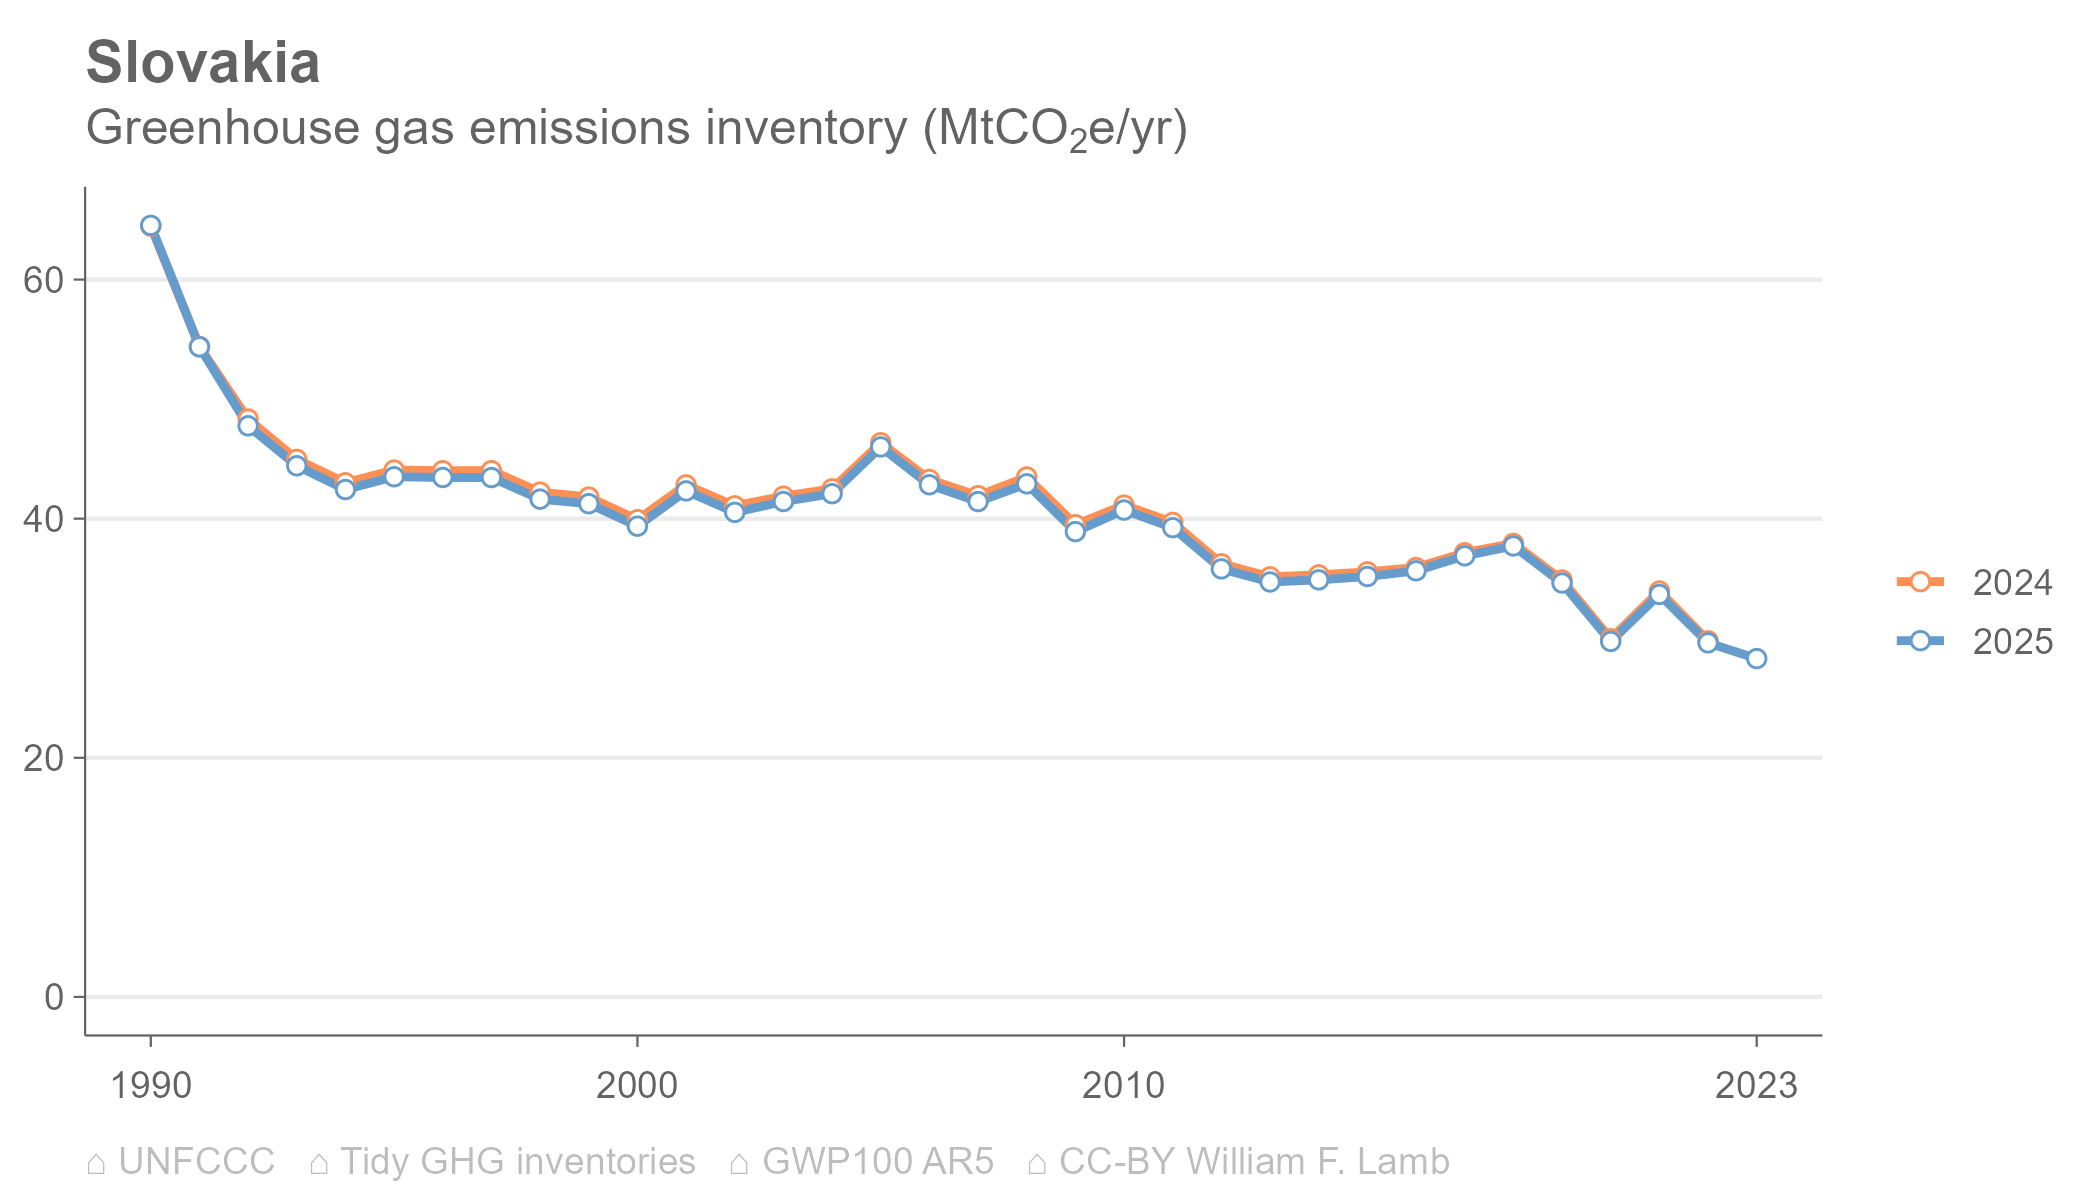 Slovakia
Greenhouse gas emissions inventory (MtCO₂e/yr)
60
40
20
0
1990 2000 2010 2023
2024
2025
⌂ UNFCCC ⌂ Tidy GHG inventories ⌂ GWP100 AR5 ⌂ CC-BY William F. Lamb